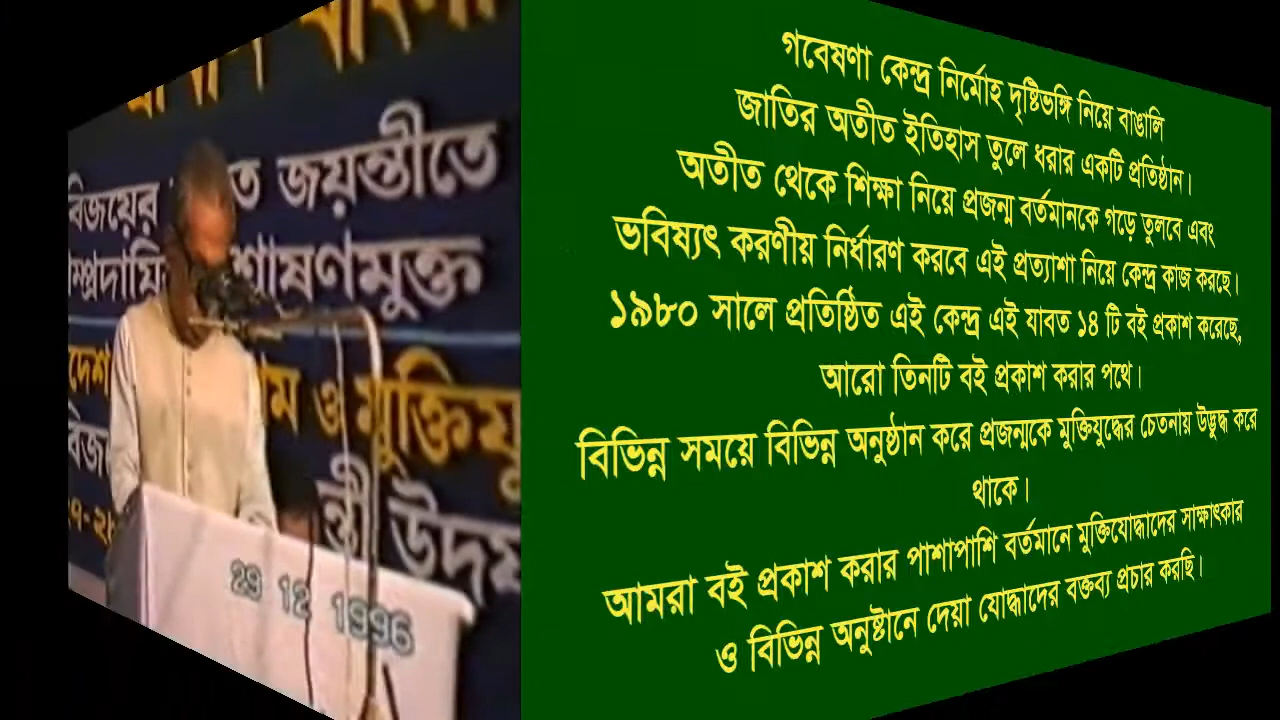 বিজয়ের ত জয়ন্তীতে
ও মুক্তিযু
উদয
29 12 1996
গবেষণা কেন্দ্র নির্মোহ দৃষ্টিভঙ্গি নিয়ে বাঙালি
জাতির অতীত ইতিহাস তুলে ধরার একটি প্রতিষ্ঠান।
অতীত থেকে শিক্ষা নিয়ে প্রজন্ম বর্তমানকে গড়ে তুলবে এবং
ভবিষ্যৎ করণীয় নির্ধারণ করবে এই প্রত্যাশা নিয়ে কেন্দ্র কাজ করছে।
১৯৮০ সালে প্রতিষ্ঠিত এই কেন্দ্র এই যাবত ১৪ টি বই প্রকাশ করেছে,
আরো তিনটি বই প্রকাশ করার পথে।
বিভিন্ন সময়ে বিভিন্ন অনুষ্ঠান করে প্রজন্মকে মুক্তিযুদ্ধের চেতনায় উদ্ভুদ্ধ করে
থাকে।
আমরা বই প্রকাশ করার পাশাপাশি বর্তমানে মুক্তিযোদ্ধাদের সাক্ষাৎকার
ও বিভিন্ন অনুষ্টানে দেয়া যোদ্ধাদের বক্তব্য প্রচার করছি।